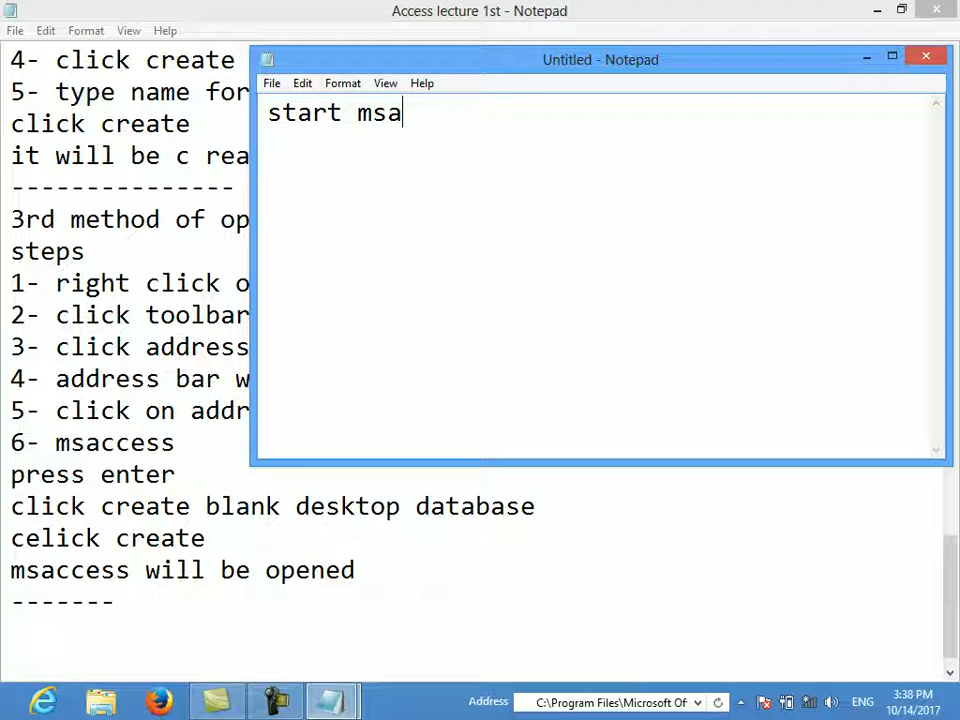 Access lecture 1st - Notepad
File Edit Format View Help
4- click create
5- type name for
click create
it will be c rea
---------------
3rd method of op
steps
1- right click o
2- click toolbar
3- click address
4- address bar w
5- click on addr
6- msaccess
press enter
click create blank desktop database
celick create
msaccess will be opened
-------
Untitled - Notepad
File Edit Format View Help
start msa
Address C:\Program Files\Microsoft Of
ENG
3:38 PM
10/14/2017